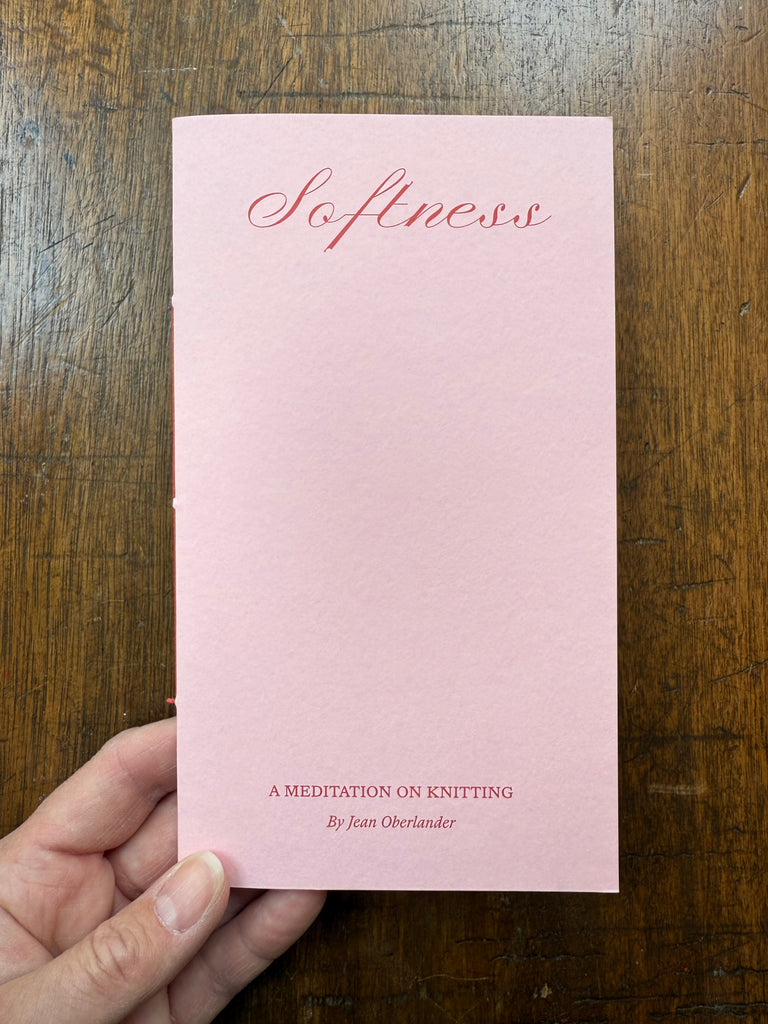 Softness
A MEDITATION ON KNITTING
By Jean Oberlander